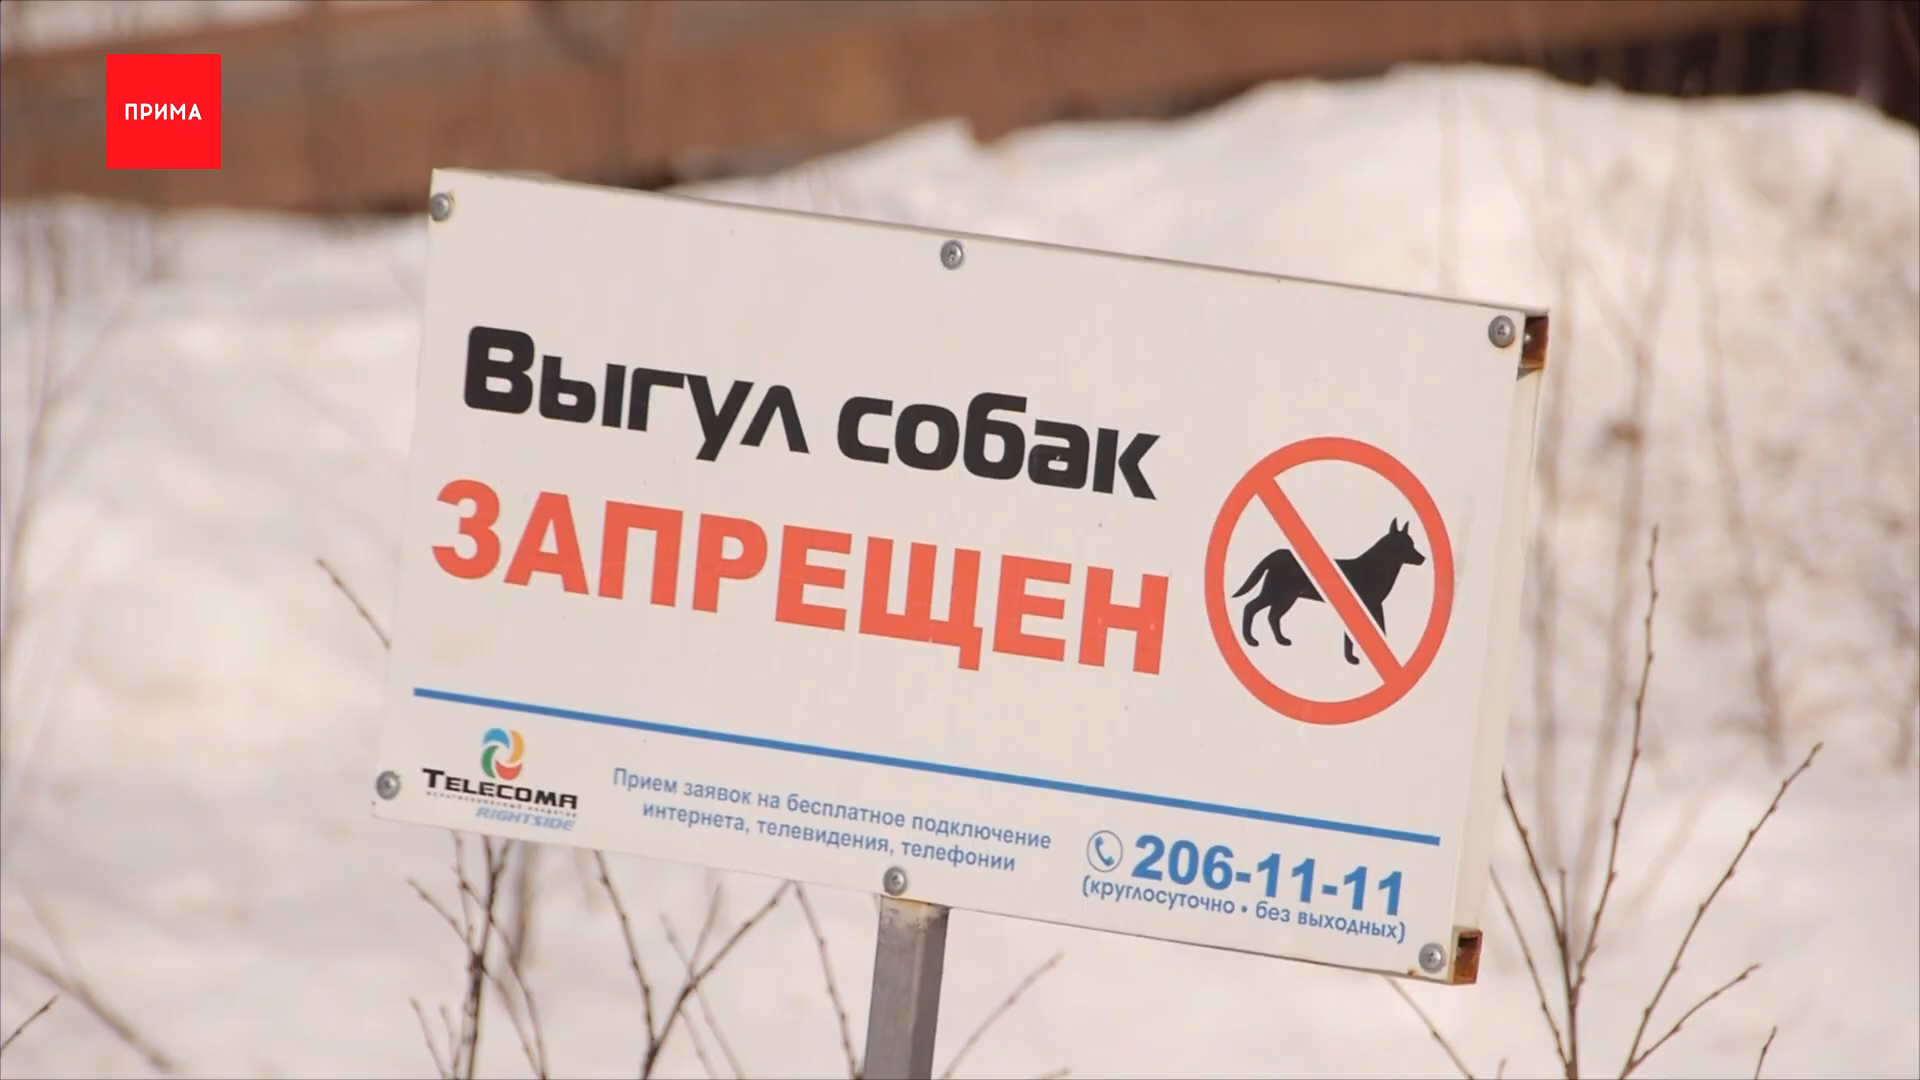 ПРИМА
Выгул собак
ЗАПРЕЩЕН
TELECOMA
RIGHTSIDE
Прием заявок на бесплатное подключение
интернета, телевидения, телефонии
206-11-11
(круглосуточно • без выходных)